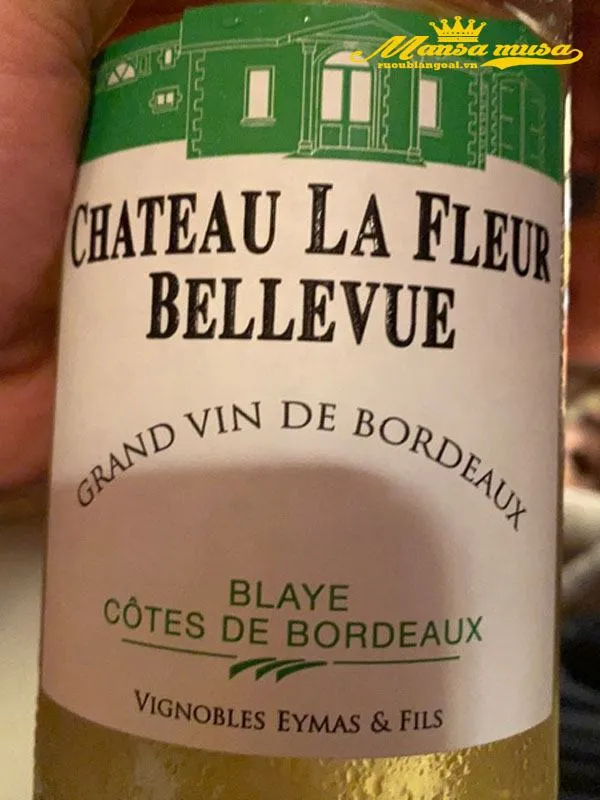 Mansa musa
ruoubiangoai.vn
CHATEAU LA FLEUR
BELLEVUE
GRAND VIN DE BORDEAUX
BLAYE
CÔTES DE BORDEAUX
VIGNOBLES EYMAS & FILS